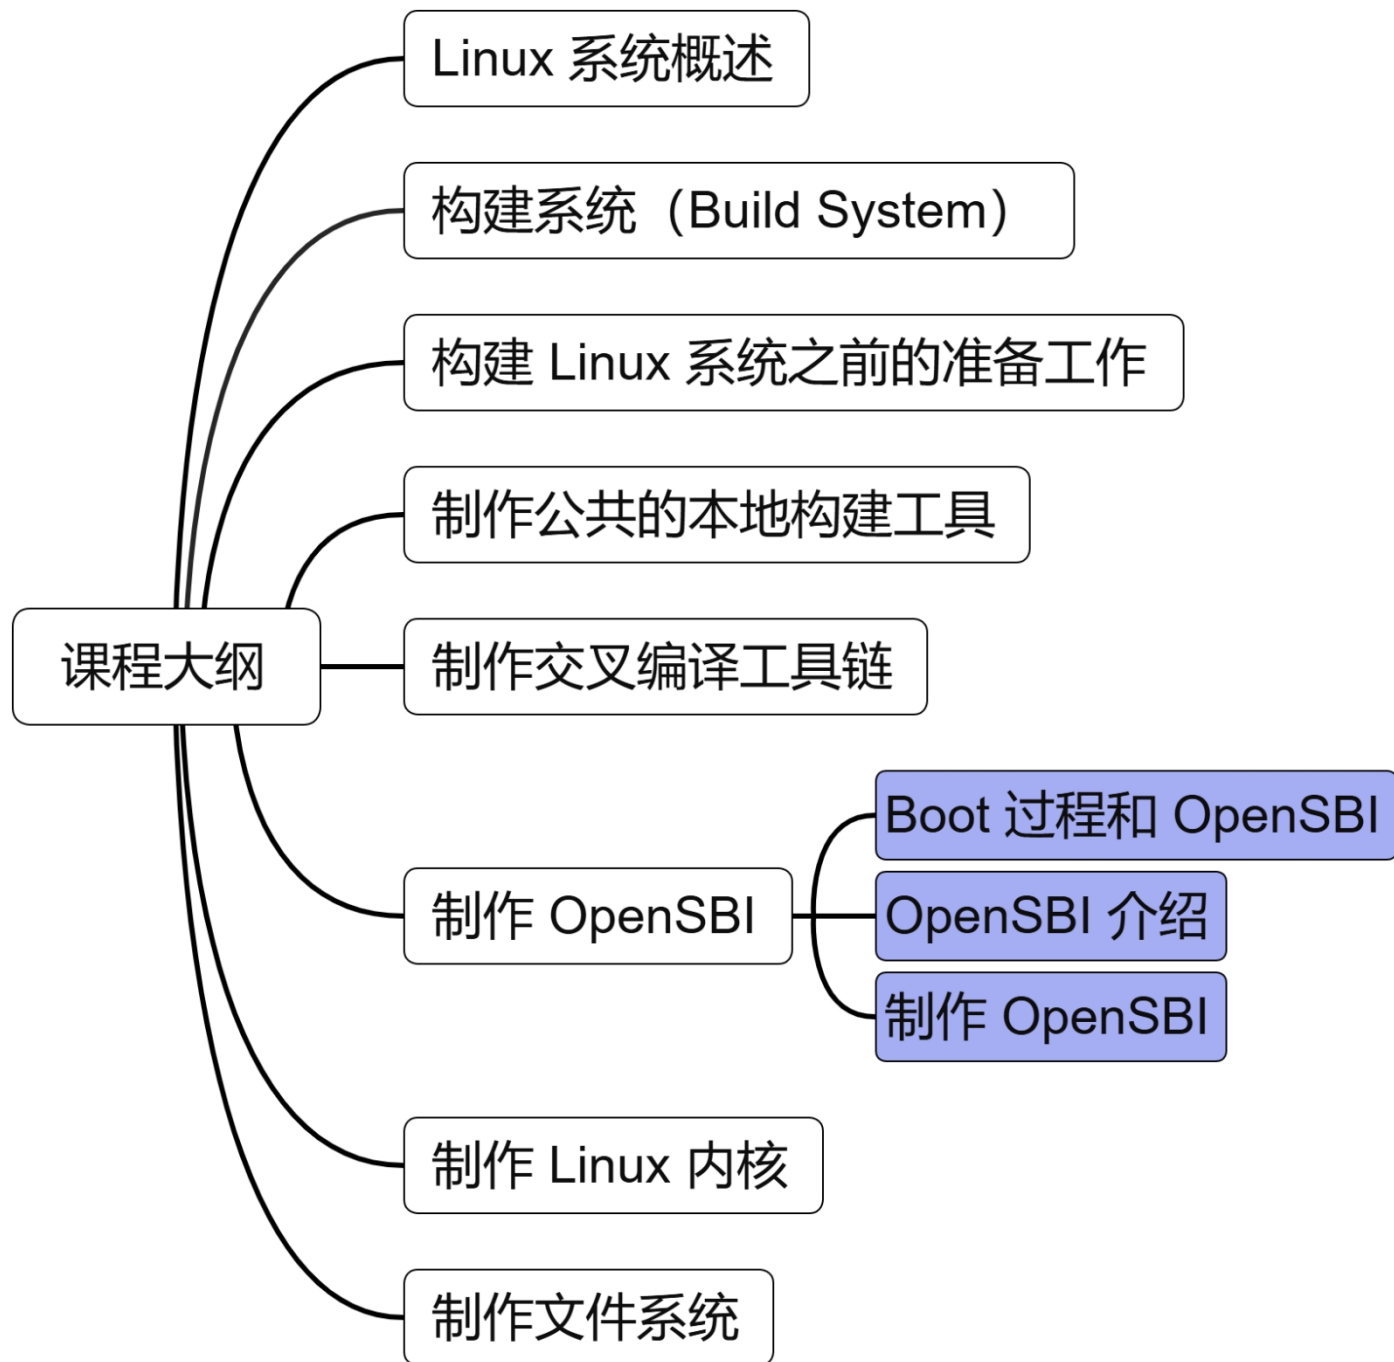 Linux 系统概述
构建系统（Build System）
构建 Linux 系统之前的准备工作
制作公共的本地构建工具
课程大纲
制作交叉编译工具链
制作 OpenSBI
Boot 过程和 OpenSBI
OpenSBI 介绍
制作 OpenSBI
制作 Linux 内核
制作文件系统